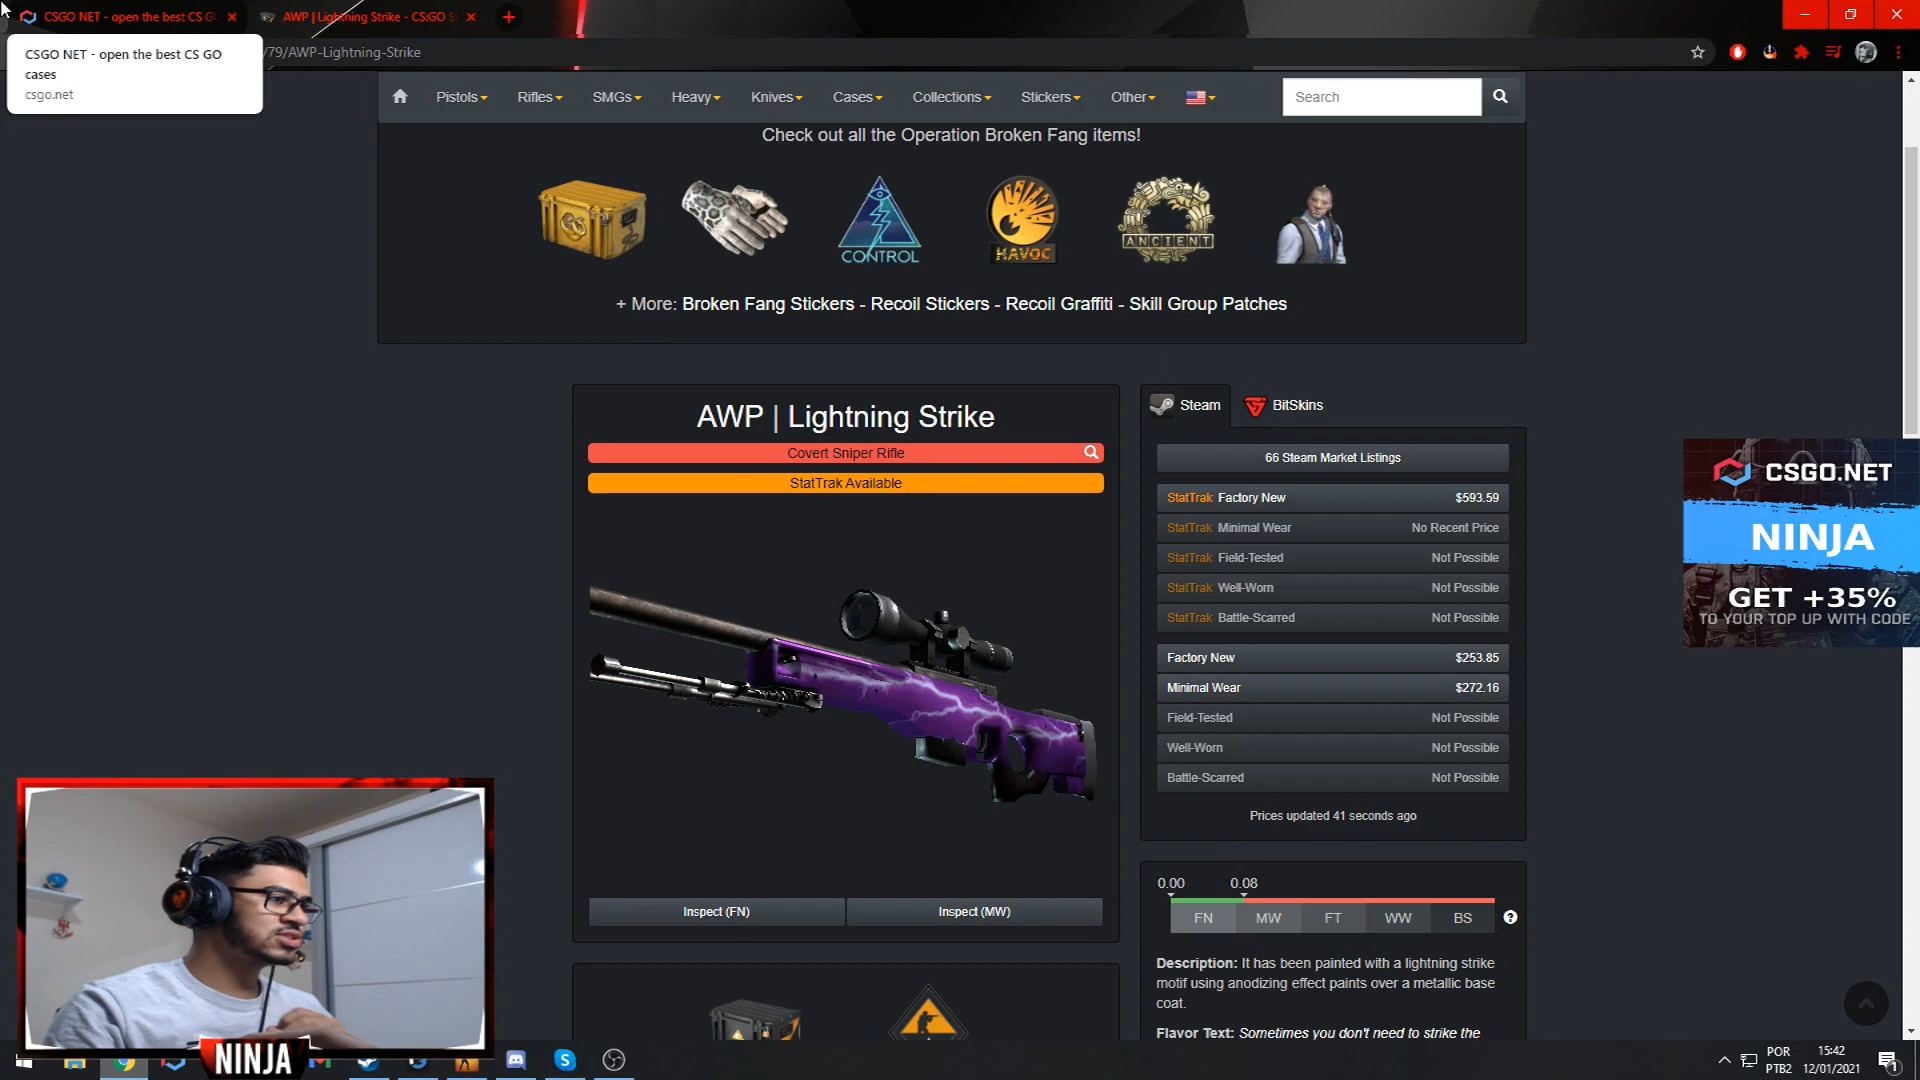 CSGO NET - open the best CS GO
AWP | Lightning Strike - CS:GO S
CSGO NET - open the best CS GO
cases
csgo.net
/79/AWP-Lightning-Strike
Pistols Rifles SMGs Heavy Knives Cases Collections Stickers Other Search
Check out all the Operation Broken Fang items!
CONTROL
HAVOC
ANCIENT
+ More: Broken Fang Stickers - Recoil Stickers - Recoil Graffiti - Skill Group Patches
AWP | Lightning Strike
Covert Sniper Rifle
StatTrak Available
Inspect (FN)
Inspect (MW)
Steam
BitSkins
66 Steam Market Listings
StatTrak Factory New $593.59
StatTrak Minimal Wear No Recent Price
StatTrak Field-Tested Not Possible
StatTrak Well-Worn Not Possible
StatTrak Battle-Scarred Not Possible
Factory New $253.85
Minimal Wear $272.16
Field-Tested Not Possible
Well-Worn Not Possible
Battle-Scarred Not Possible
Prices updated 41 seconds ago
0.00 0.08
FN MW FT WW BS
Description: It has been painted with a lightning strike
motif using anodizing effect paints over a metallic base
coat.
Flavor Text: Sometimes you don't need to strike the
CSGO.NET
NINJA
GET +35%
TO YOUR TOP UP WITH CODE
NINJA
POR
PTB2
15:42
12/01/2021
1